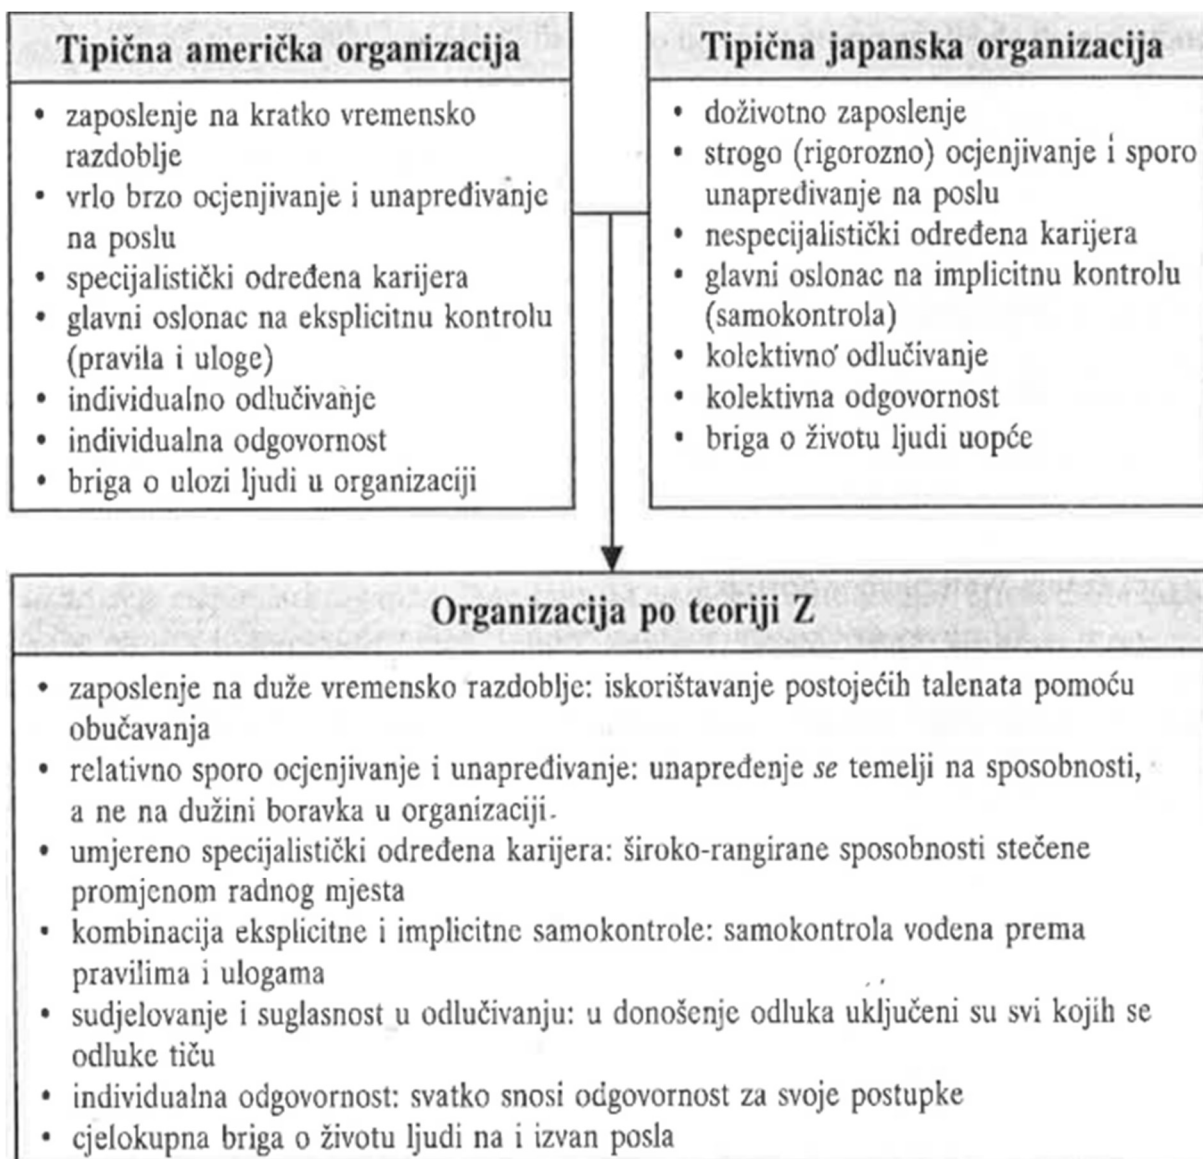 Tipična američka organizacija
• zaposlenje na kratko vremensko
razdoblje
• vrlo brzo ocjenjivanje i unapređivanje
na poslu
• specijalistički određena karijera
• glavni oslonac na eksplicitnu kontrolu
(pravila i uloge)
• individualno odlučivanje
• individualna odgovornost
• briga o ulozi ljudi u organizaciji
Tipična japanska organizacija
• doživotno zaposlenje
• strogo (rigorozno) ocjenjivanje i sporo
unapređivanje na poslu
• nespecijalistički određena karijera
• glavni oslonac na implicitnu kontrolu
(samokontrola)
• kolektivno odlučivanje
• kolektivna odgovornost
• briga o životu ljudi uopće
Organizacija po teoriji Z
• zaposlenje na duže vremensko razdoblje: iskorištavanje postojećih talenata pomoću
obučavanja
• relativno sporo ocjenjivanje i unapređivanje: unapređenje se temelji na sposobnosti,
a ne na dužini boravka u organizaciji.
• umjereno specijalistički određena karijera: široko-rangirane sposobnosti stečene
promjenom radnog mjesta
• kombinacija eksplicitne i implicitne samokontrole: samokontrola vođena prema
pravilima i ulogama
• sudjelovanje i suglasnost u odlučivanju: u donošenje odluka uključeni su svi kojih se
odluke tiču
• individualna odgovornost: svatko snosi odgovornost za svoje postupke
• cjelokupna briga o životu ljudi na i izvan posla